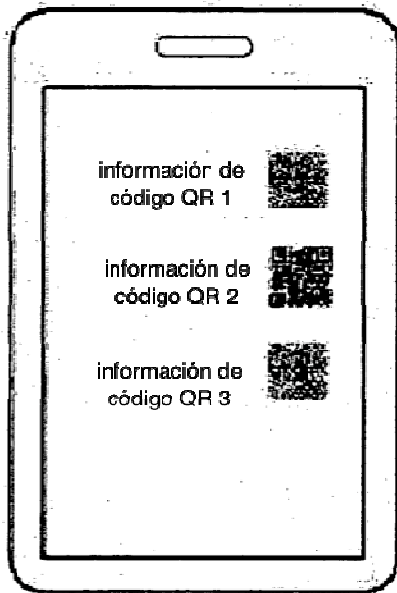 información de
código QR 1
información de
código QR 2
información de
código QR 3